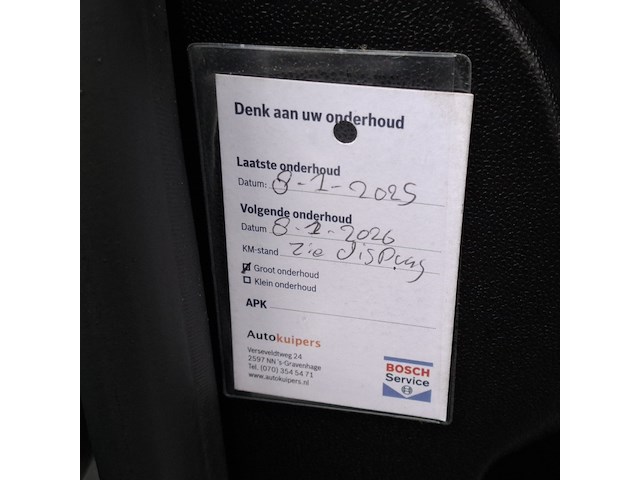 Denk aan uw onderhoud
Laatste onderhoud
Datum: 8-1-2025
Volgende onderhoud
Datum 8-1-2026
KM-stand zie display
Groot onderhoud
Klein onderhoud
APK
Autokuipers
Verseveldtweg 24
2597 NN 's-Gravenhage
Tel. (070) 354 54 71
www.autokuipers.nl
BOSCH
Service